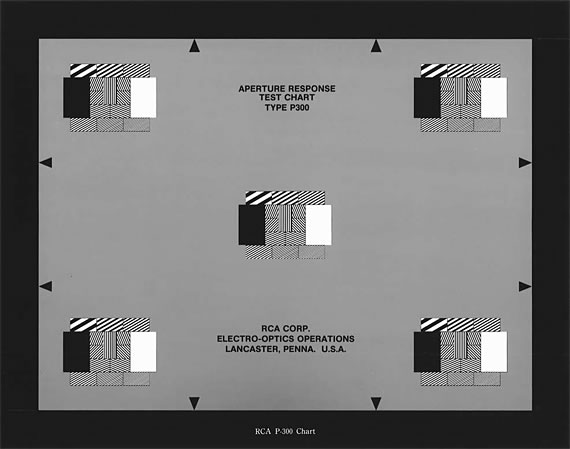 APERTURE RESPONSE
TEST CHART
TYPE P300
RCA CORP.
ELECTRO-OPTICS OPERATIONS
LANCASTER, PENNA. U.S.A.
RCA P-300 Chart